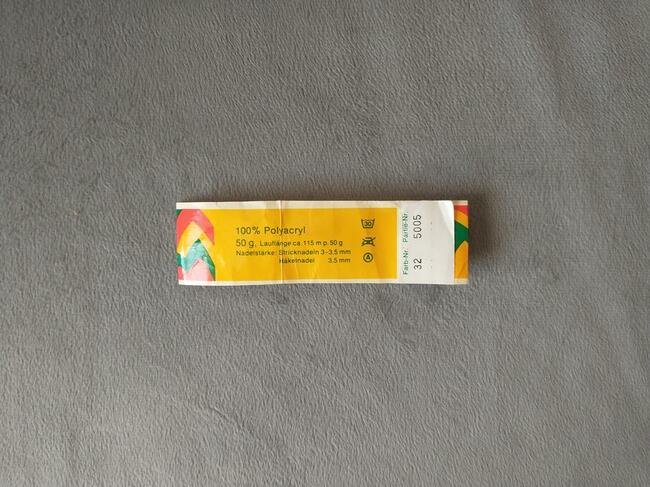 100% Polyacryl
50 g, Lauflänge ca. 115 m p. 50 g
Nadelstärke: Stricknadeln 3-3,5 mm
Häkelnadel 3,5 mm
30
A
Farb-Nr. Partie-Nr.
32 5005